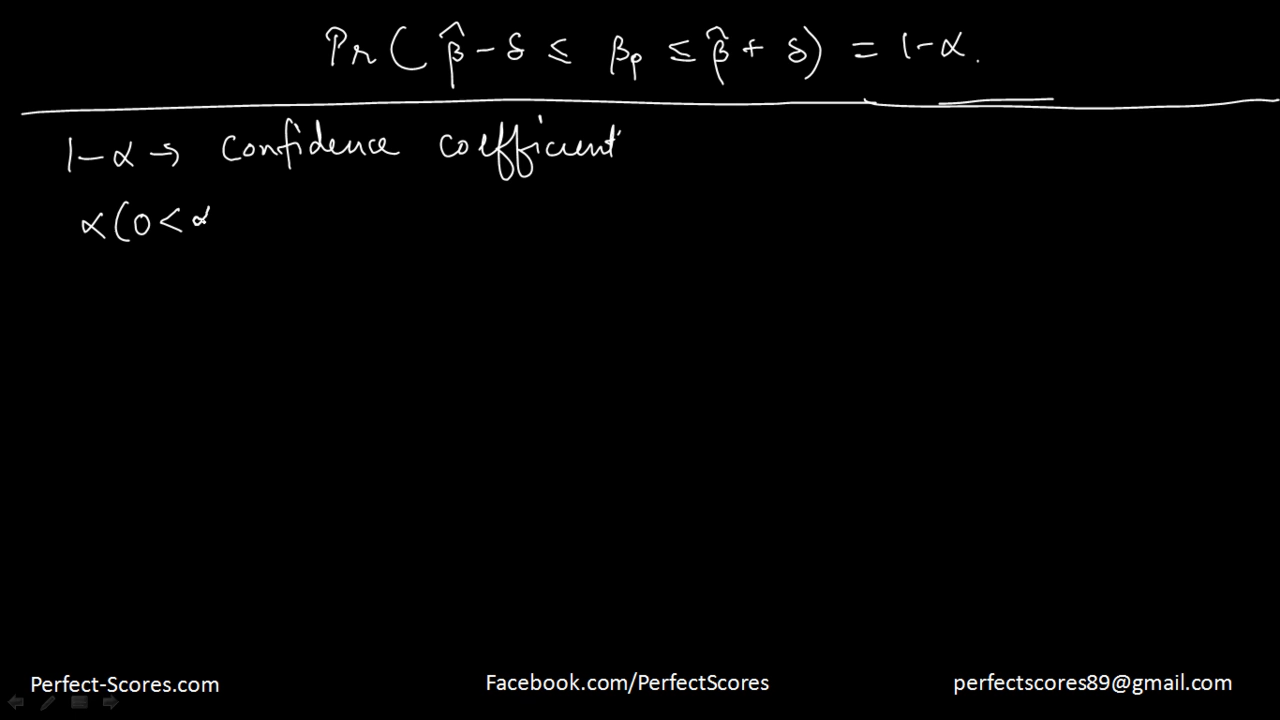 Pr( β̂ - δ ≤ βp ≤ β̂ + δ) = 1-α.
1-α → confidence coefficient
α(0<α
Perfect-Scores.com
Facebook.com/PerfectScores
perfectscores89@gmail.com